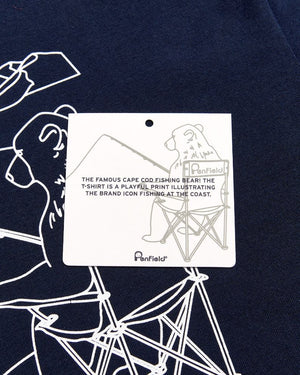 Penfield
THE FAMOUS CAPE COD FISHING BEAR! THE
T-SHIRT IS A PLAYFUL PRINT ILLUSTRATING
THE BRAND ICON FISHING AT THE COAST.
Penfield®